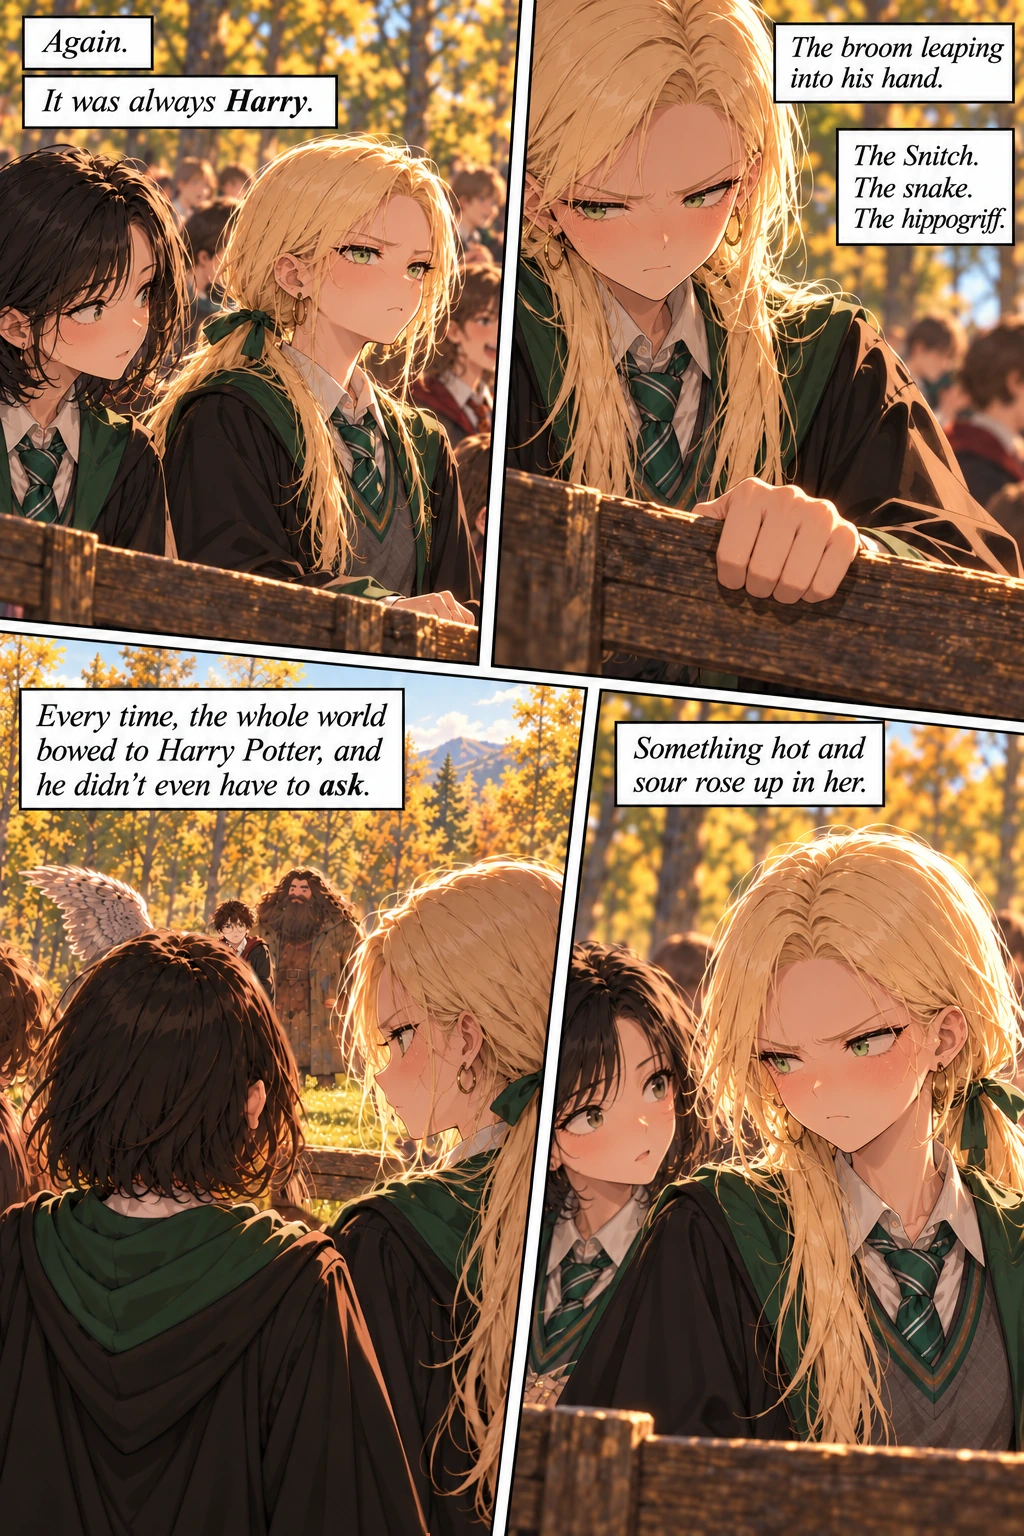 Again.
It was always Harry.
The broom leaping
into his hand.
The Snitch.
The snake.
The hippogriff.
Every time, the whole world
bowed to Harry Potter, and
he didn't even have to ask.
Something hot and
sour rose up in her.